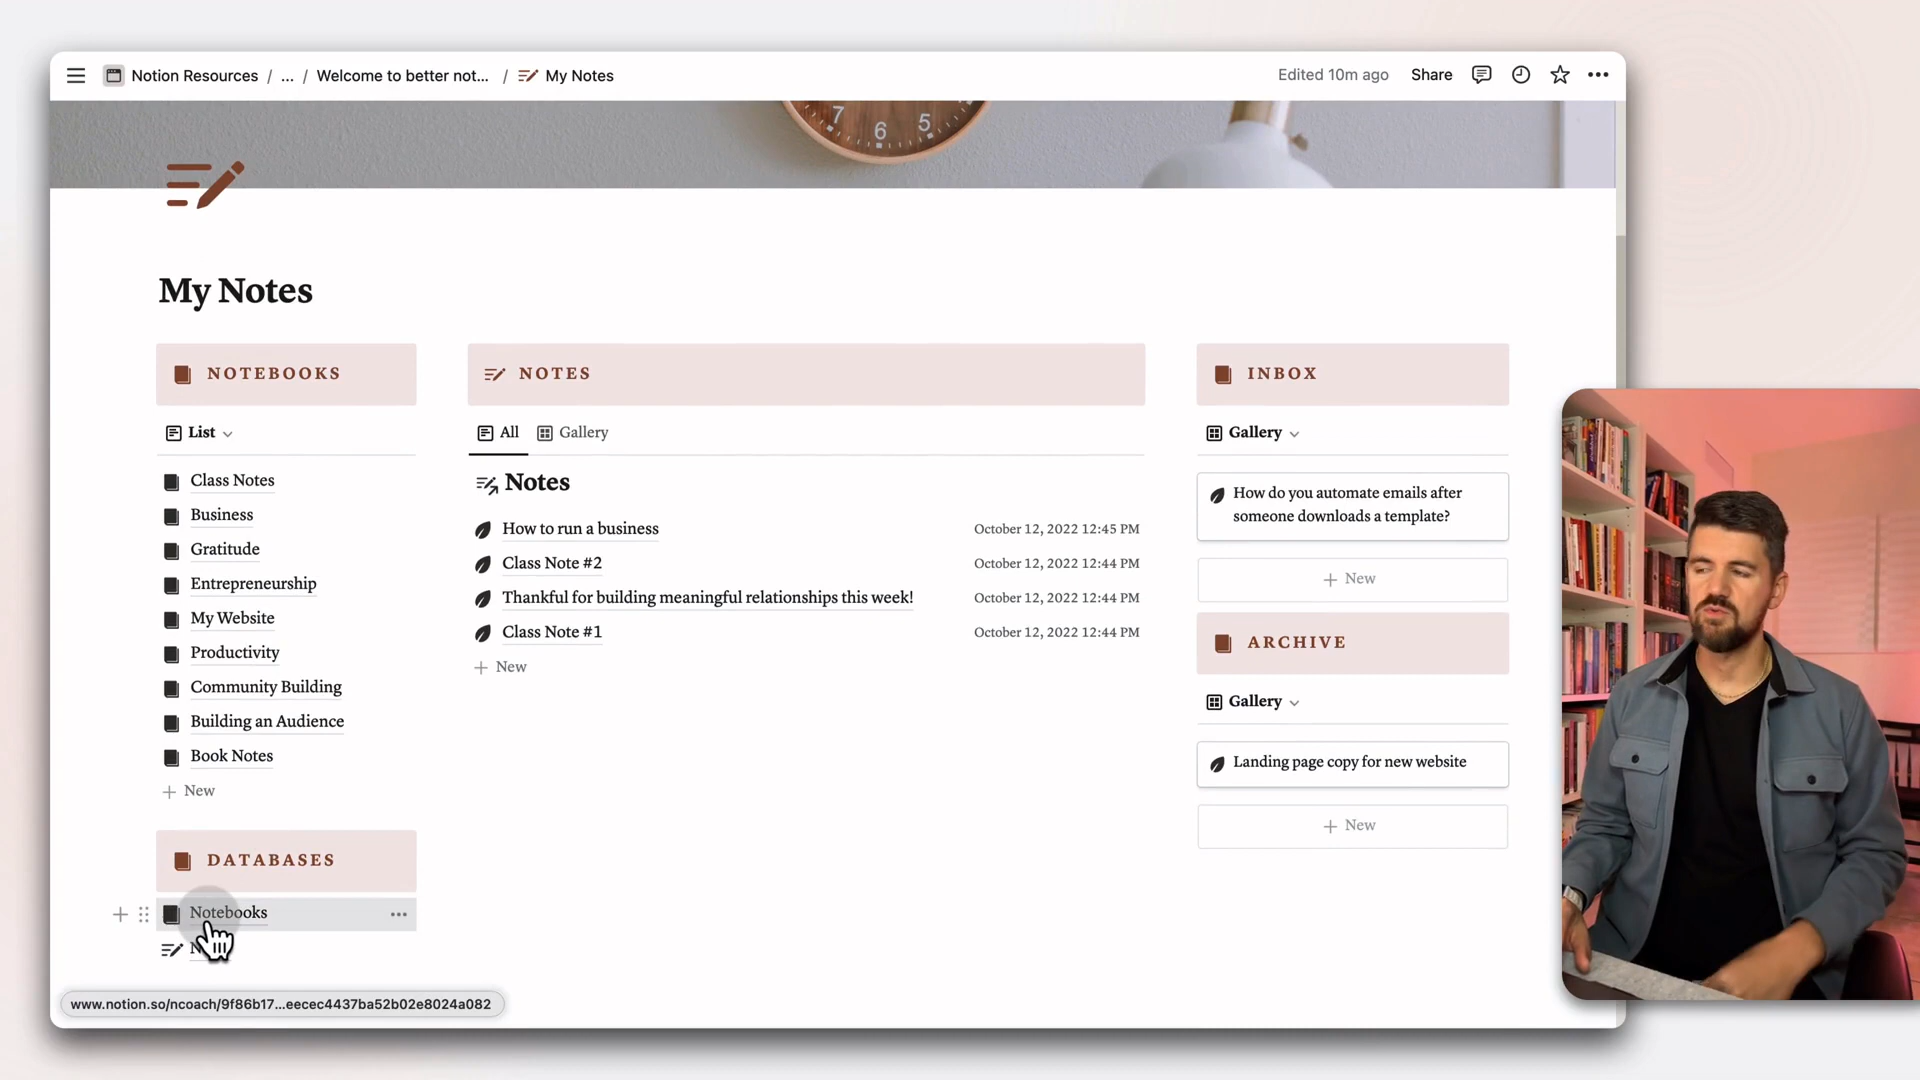 Notion Resources / ... / Welcome to better not... / My Notes
Edited 10m ago Share
7 6 5
My Notes
NOTEBOOKS
List
Class Notes
Business
Gratitude
Entrepreneurship
My Website
Productivity
Community Building
Building an Audience
Book Notes
+ New
DATABASES
Notebooks
www.notion.so/ncoach/9f86b17...eecec4437ba52b02e8024a082
NOTES
All Gallery
Notes
How to run a business October 12, 2022 12:45 PM
Class Note #2 October 12, 2022 12:44 PM
Thankful for building meaningful relationships this week! October 12, 2022 12:44 PM
Class Note #1 October 12, 2022 12:44 PM
+ New
INBOX
Gallery
How do you automate emails after
someone downloads a template?
+ New
ARCHIVE
Gallery
Landing page copy for new website
+ New